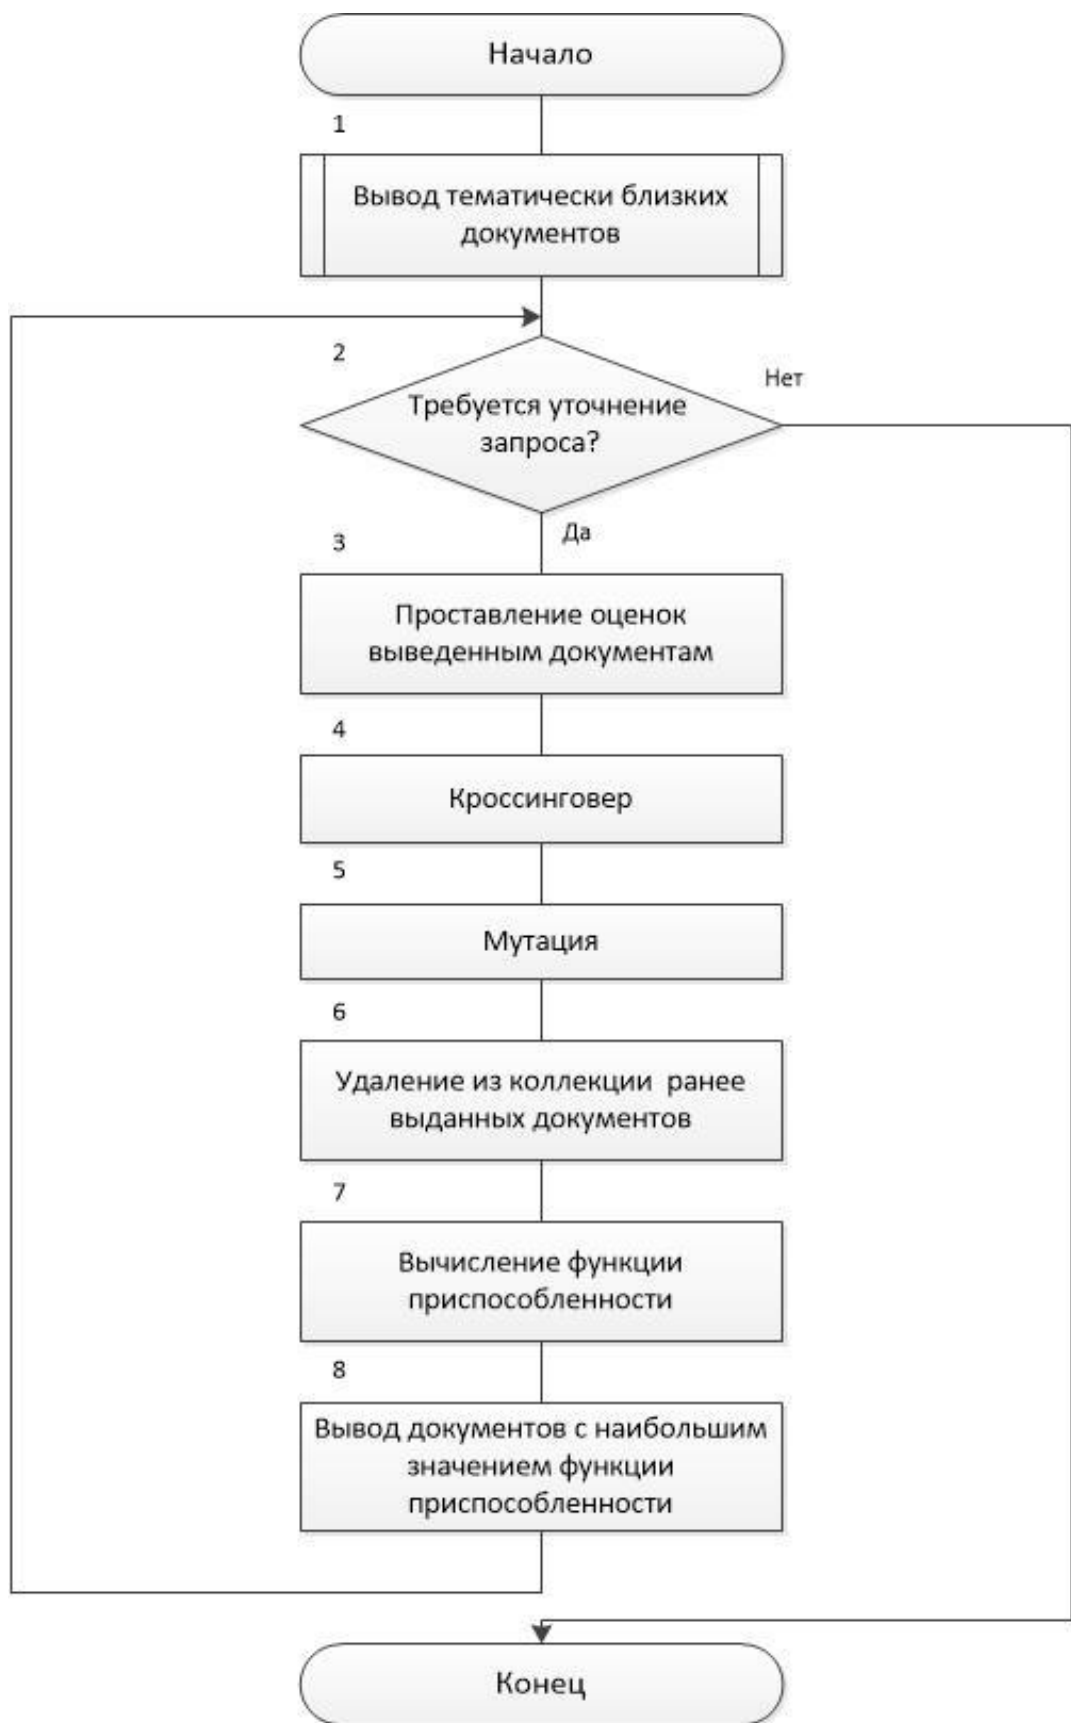 Начало
1
Вывод тематически близких
документов
2
Нет
Требуется уточнение
запроса?
Да
3
Проставление оценок
выведенным документам
4
Кроссинговер
5
Мутация
6
Удаление из коллекции ранее
выданных документов
7
Вычисление функции
приспособленности
8
Вывод документов с наибольшим
значением функции
приспособленности
Конец